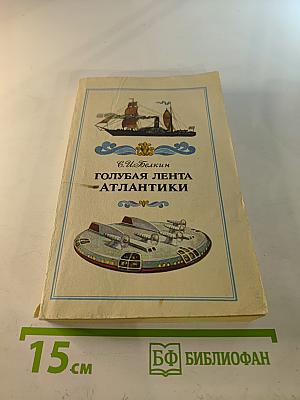 С. И. Белкин
ГОЛУБАЯ ЛЕНТА
АТЛАНТИКИ
15 см
БФ БИБЛИОФАН